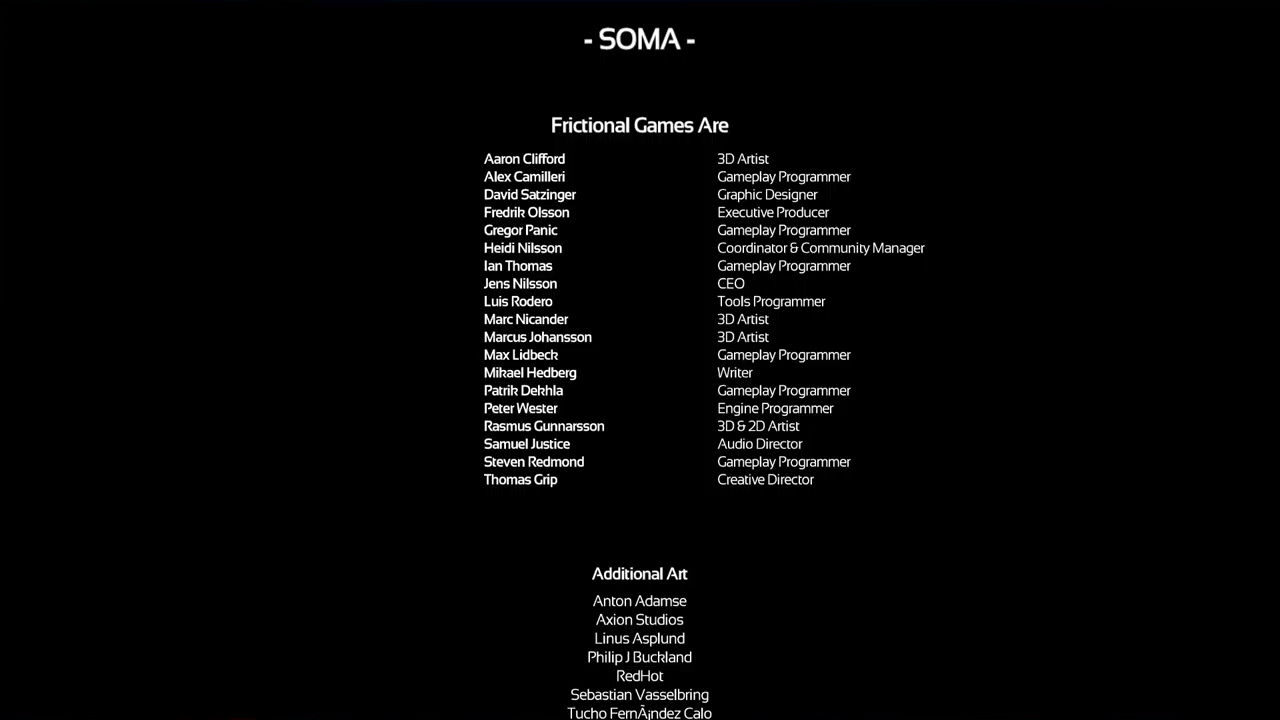 - SOMA -
Frictional Games Are
Aaron Clifford 3D Artist
Alex Camilleri Gameplay Programmer
David Satzinger Graphic Designer
Fredrik Olsson Executive Producer
Gregor Panic Gameplay Programmer
Heidi Nilsson Coordinator & Community Manager
Ian Thomas Gameplay Programmer
Jens Nilsson CEO
Luis Rodero Tools Programmer
Marc Nicander 3D Artist
Marcus Johansson 3D Artist
Max Lidbeck Gameplay Programmer
Mikael Hedberg Writer
Patrik Dekhla Gameplay Programmer
Peter Wester Engine Programmer
Rasmus Gunnarsson 3D & 2D Artist
Samuel Justice Audio Director
Steven Redmond Gameplay Programmer
Thomas Grip Creative Director
Additional Art
Anton Adamse
Axion Studios
Linus Asplund
Philip J Buckland
RedHot
Sebastian Vasselbring
Tucho FernÃ¡ndez Calo